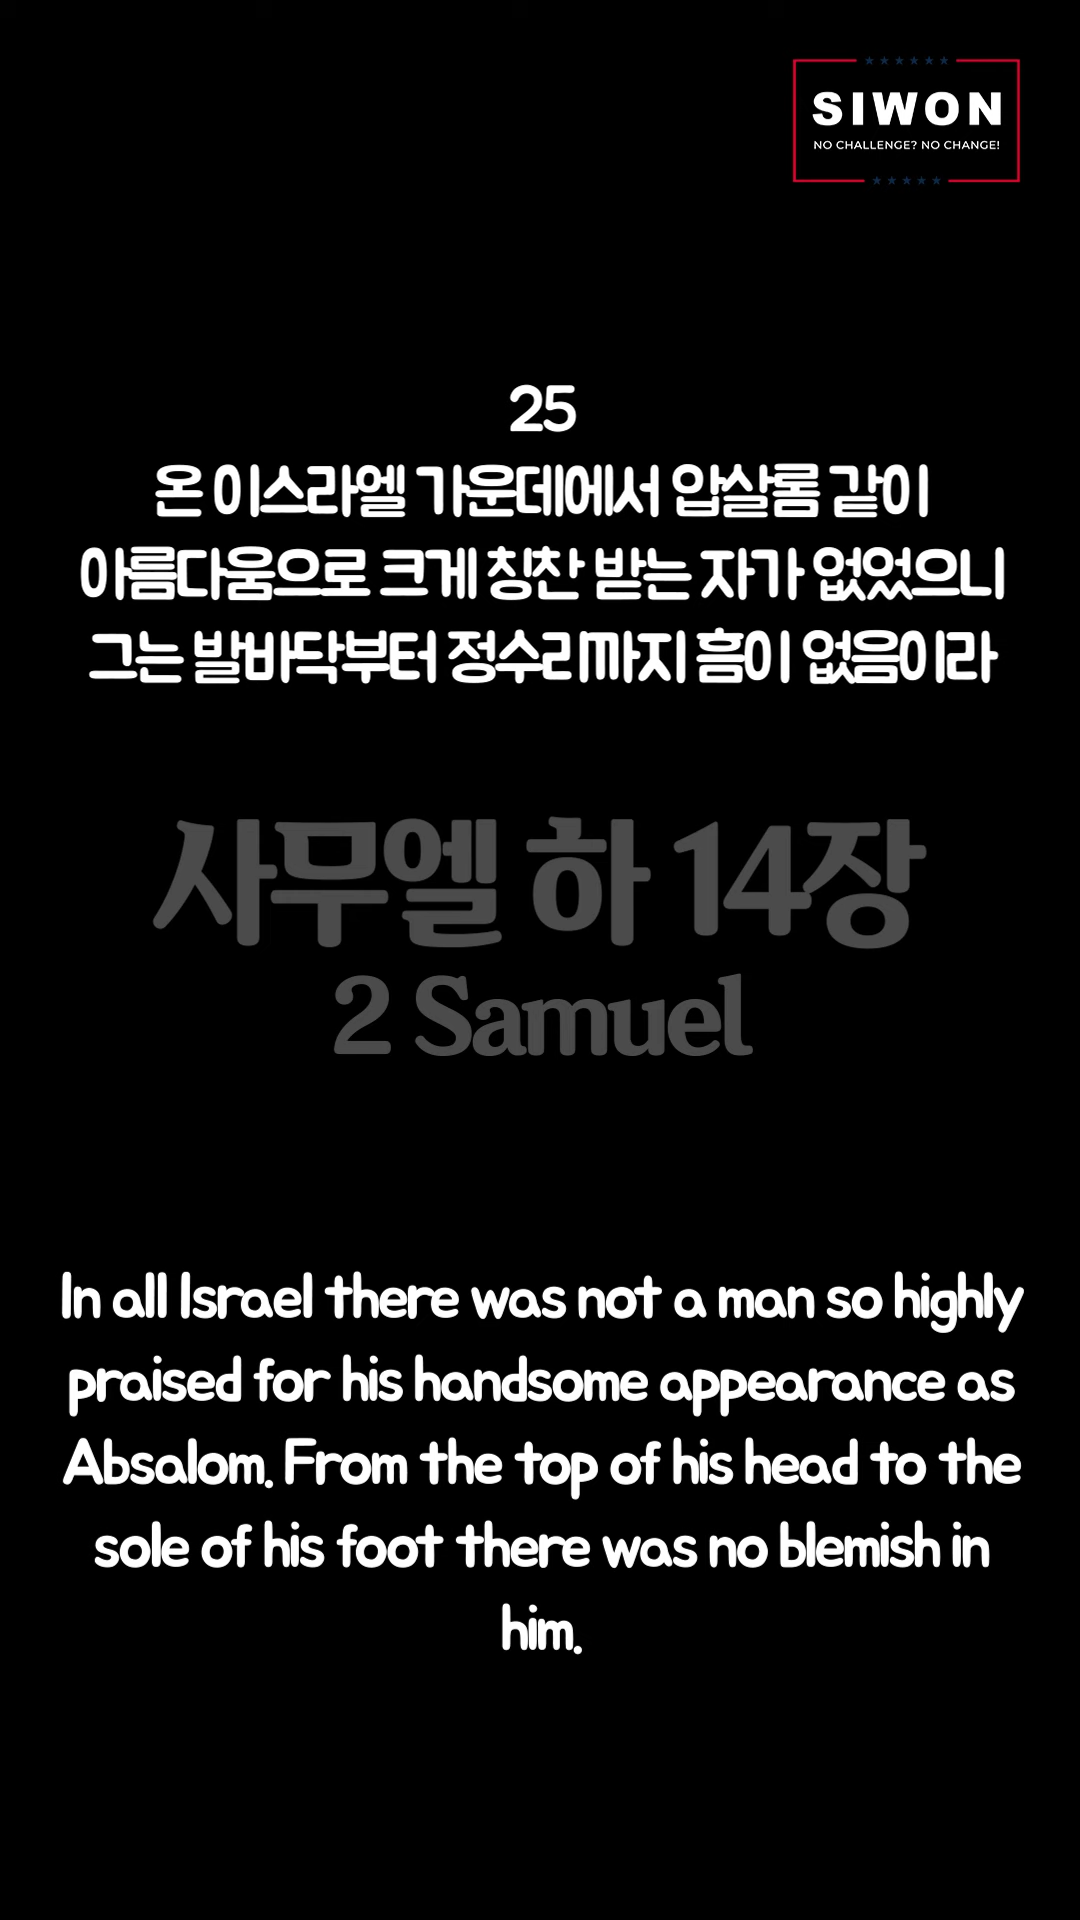 SIWON
NO CHALLENGE? NO CHANGE!
25
온 이스라엘 가운데에서 압살롬 같이
아름다움으로 크게 칭찬 받는 자가 없었으니
그는 발바닥부터 정수리까지 흠이 없음이라
사무엘 하 14장
2 Samuel
In all Israel there was not a man so highly
praised for his handsome appearance as
Absalom. From the top of his head to the
sole of his foot there was no blemish in
him.